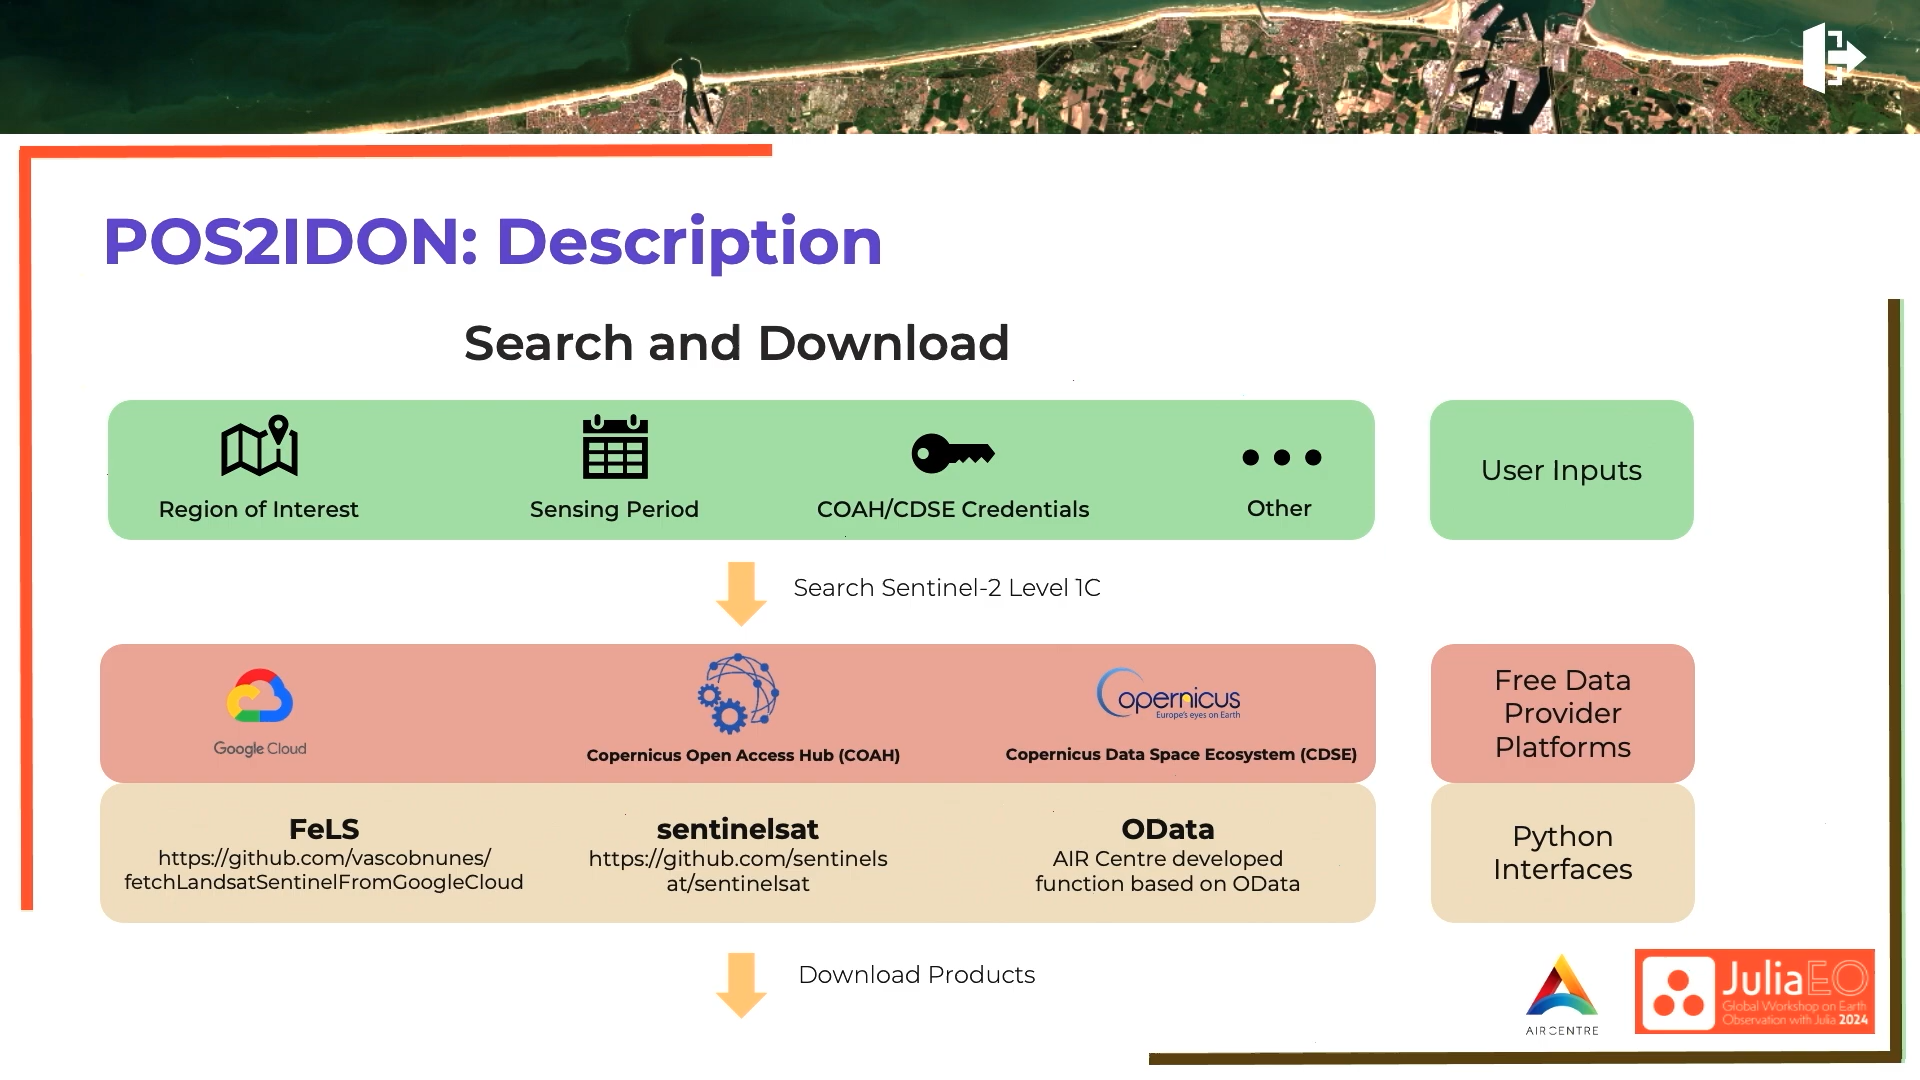 POS2IDON: Description
Search and Download
Region of Interest
Sensing Period
COAH/CDSE Credentials
Other
User Inputs
Search Sentinel-2 Level 1C
Google Cloud
Copernicus Open Access Hub (COAH)
opernicus
Europe's eyes on Earth
Copernicus Data Space Ecosystem (CDSE)
Free Data
Provider
Platforms
FeLS
https://github.com/vascobnunes/
fetchLandsatSentinelFromGoogleCloud
sentinelsat
https://github.com/sentinels
at/sentinelsat
OData
AIR Centre developed
function based on OData
Python
Interfaces
Download Products
AIR CENTRE
JuliaEO
Global Workshop on Earth
Observation with Julia 2024